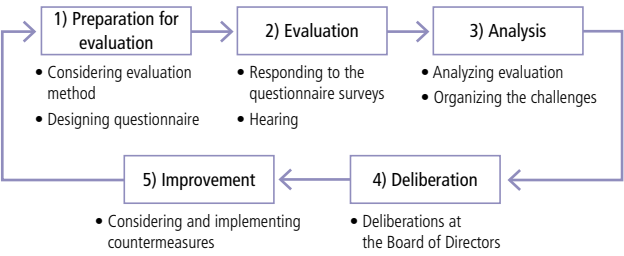 1) Preparation for
evaluation
• Considering evaluation
method
• Designing questionnaire
2) Evaluation
• Responding to the
questionnaire surveys
• Hearing
3) Analysis
• Analyzing evaluation
• Organizing the challenges
4) Deliberation
• Deliberations at
the Board of Directors
5) Improvement
• Considering and implementing
countermeasures